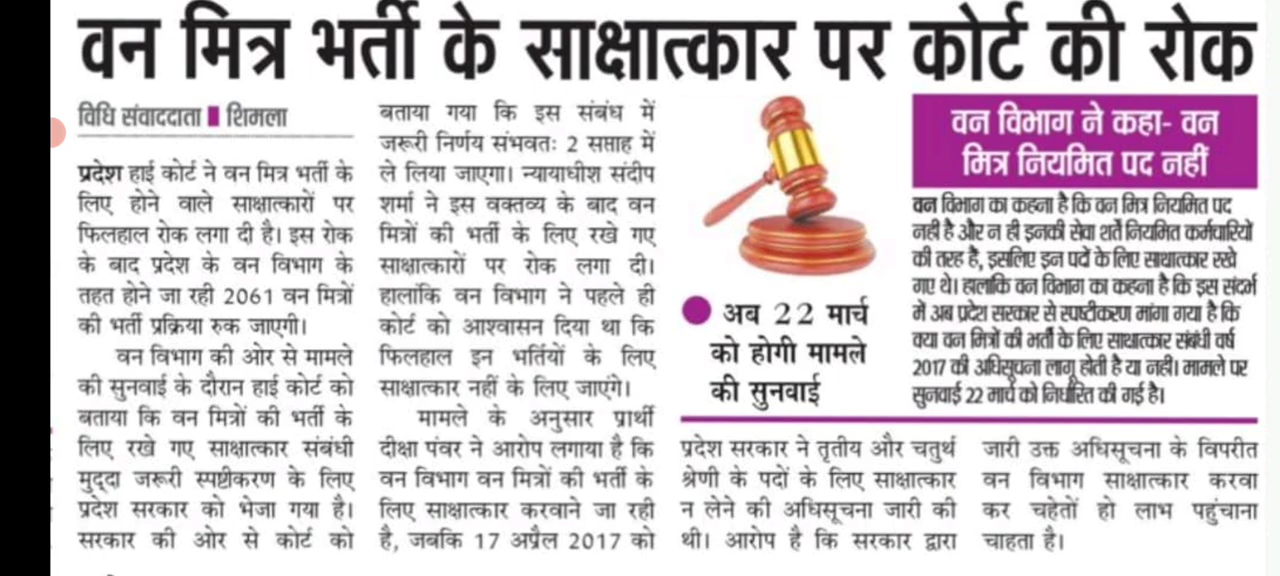 वन मित्र भर्ती के साक्षात्कार पर कोर्ट की रोक
विधि संवाददाता ■ शिमला
प्रदेश हाई कोर्ट ने वन मित्र भर्ती के
लिए होने वाले साक्षात्कारों पर
फिलहाल रोक लगा दी है। इस रोक
के बाद प्रदेश के वन विभाग के
तहत होने जा रही 2061 वन मित्रों
की भर्ती प्रक्रिया रुक जाएगी।
वन विभाग की ओर से मामले
की सुनवाई के दौरान हाई कोर्ट को
बताया कि वन मित्रों की भर्ती के
लिए रखे गए साक्षात्कार संबंधी
मुद्दा जरूरी स्पष्टीकरण के लिए
प्रदेश सरकार को भेजा गया है।
सरकार की ओर से कोर्ट को
बताया गया कि इस संबंध में
जरूरी निर्णय संभवतः 2 सप्ताह में
ले लिया जाएगा। न्यायाधीश संदीप
शर्मा ने इस वक्तव्य के बाद वन
मित्रों की भर्ती के लिए रखे गए
साक्षात्कारों पर रोक लगा दी।
हालांकि वन विभाग ने पहले ही
कोर्ट को आश्वासन दिया था कि
फिलहाल इन भर्तियों के लिए
साक्षात्कार नहीं के लिए जाएंगे।
मामले के अनुसार प्रार्थी
दीक्षा पंवर ने आरोप लगाया है कि
वन विभाग वन मित्रों की भर्ती के
लिए साक्षात्कार करवाने जा रही
है, जबकि 17 अप्रैल 2017 को
● अब 22 मार्च
को होगी मामले
की सुनवाई
वन विभाग ने कहा- वन
मित्र नियमित पद नहीं
वन विभाग का कहना है कि वन मित्र नियमित पद
नही है और न ही इनकी सेवा शर्तें नियमित कर्मचारियों
की तरह है, इसलिए इन पदों के लिए साथात्कार रखे
गए थे। हालांकि वन विभाग का कहना है कि इस संदर्भ
में अब प्रदेश सरकार से स्पष्टीकरण मांगा गया है कि
क्या वन मित्रों की भर्ती के लिए साथात्कार संबंधी वर्ष
2017 की अधिसूचना लागू होती है या नही। मामले पर
सुनवाई 22 मार्च को निर्धारित की गई है।
प्रदेश सरकार ने तृतीय और चतुर्थ
श्रेणी के पदों के लिए साक्षात्कार
न लेने की अधिसूचना जारी की
थी। आरोप है कि सरकार द्वारा
जारी उक्त अधिसूचना के विपरीत
वन विभाग साक्षात्कार करवा
कर चहेतों हो लाभ पहुंचाना
चाहता है।